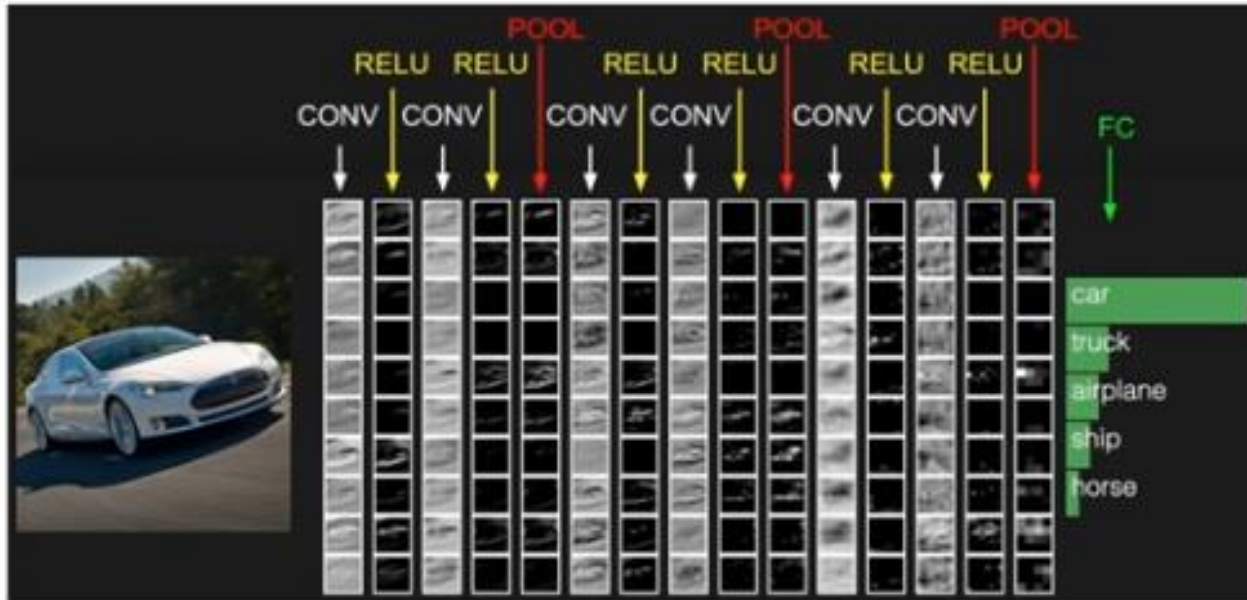 POOL POOL POOL
RELU RELU RELU RELU RELU RELU
CONV CONV CONV CONV CONV CONV
FC
car
truck
airplane
ship
horse